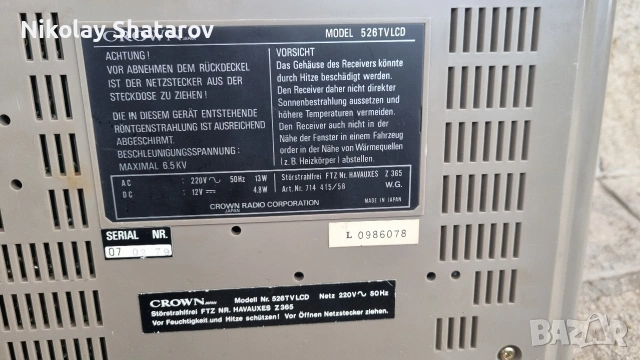 Nikolay Shatarov
CROWN JAPAN
MODEL 526TVLCD
ACHTUNG!
VOR ABNEHMEM DEM RÜCKDECKEL
IST DER NETZSTECKER AUS DER
STECKDOSE ZU ZIEHEN!
DIE IN DIESEM GERÄT ENTSTEHENDE
RÖNTGENSTRAHLUNG IST AUSREICHEND
ABGESCHIRMT.
BESCHLEUNIGUNGSSPANNUNG:
MAXIMAL 6.5KV
VORSICHT
Das Gehäuse des Receivers könnte
durch Hitze beschädigt werden.
Den Receiver daher nicht direkter
Sonnenbestrahlung aussetzen und
höhere Temperaturen vermeiden.
Den Receiver auch nicht in der
Nähe der Fenster in einem Fahrzeug
order in der Nähe von Wärmequellen
(z.B. Heizkörper) abstellen.
AC : 220V~ 50Hz 13W
DC : 12V 4.8W
Störstrahlfrei FTZ Nr. HAVAUXES Z 365
Art. Nr. 714 415/58 W.G.
CROWN RADIO CORPORATION
JAPAN
MADE IN JAPAN
SERIAL NR.
L 0986078
CROWN JAPAN Modell Nr. 526TVLCD Netz 220V~50Hz
Störstrahlfrei FTZ NR. HAVAUXES Z 365
Vor Feuchtigkeit und Hitze schützen! Vor Öffnen Netzstecker ziehen.
BAZAR